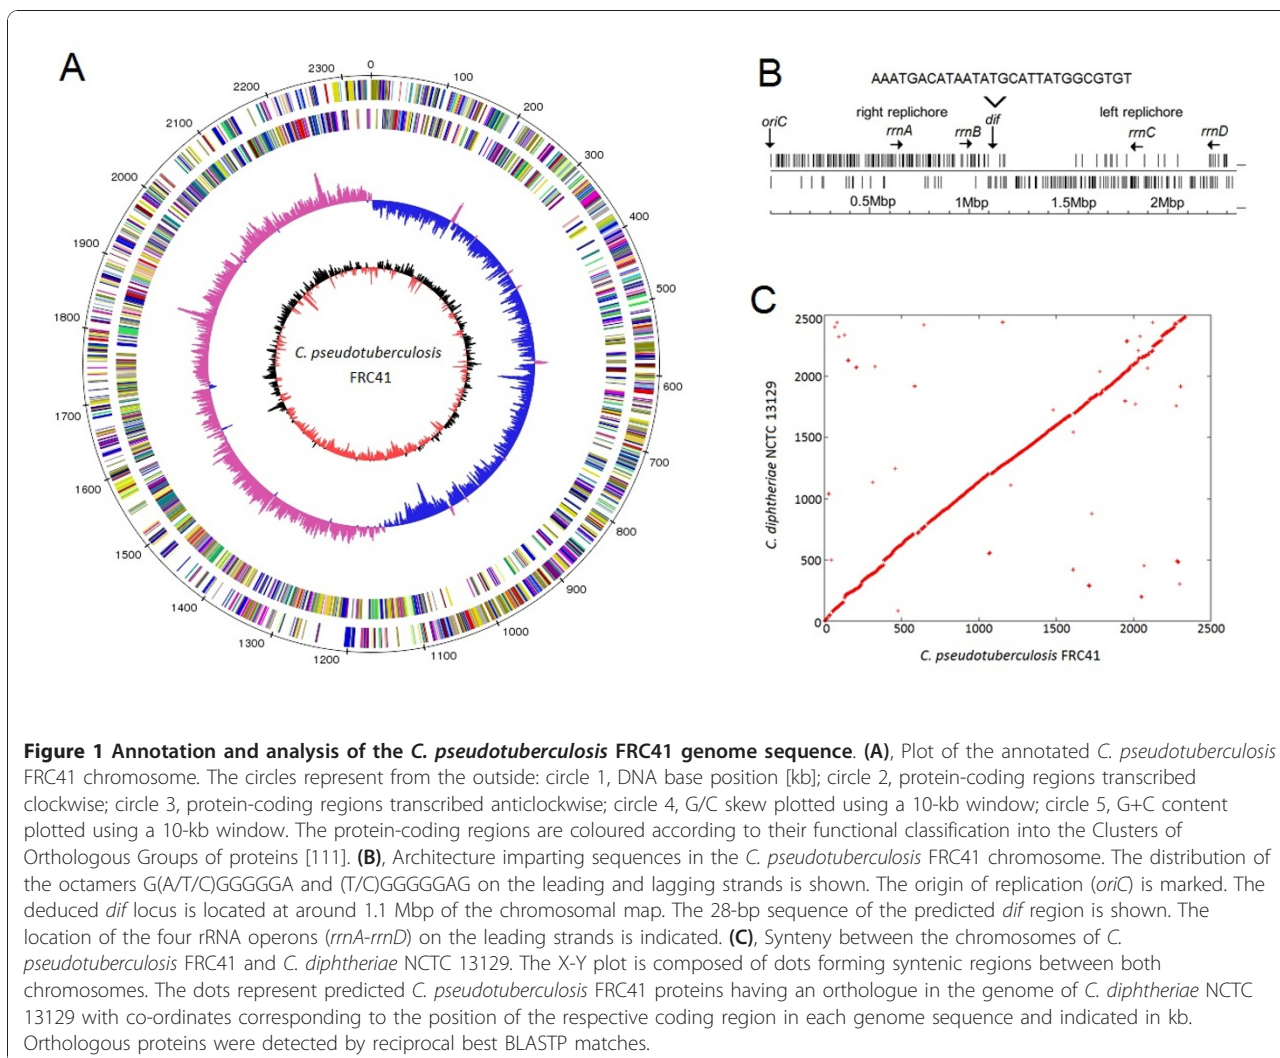 A
0
100
200
300
400
500
600
700
800
900
1000
1100
1200
1300
1400
1500
1600
1700
1800
1900
2000
2100
2200
2300
C. pseudotuberculosis
FRC41
B
AAATGACATAATATGCATTATGGCGTGT
right replichore
left replichore
oriC
rrnA
rrnB
dif
rrnC
rrnD
0.5Mbp
1Mbp
1.5Mbp
2Mbp
C
2500
2000
1500
1000
500
0
C. diphtheriae NCTC 13129
0
500
1000
1500
2000
2500
C. pseudotuberculosis FRC41
Figure 1 Annotation and analysis of the C. pseudotuberculosis FRC41 genome sequence. (A), Plot of the annotated C. pseudotuberculosis
FRC41 chromosome. The circles represent from the outside: circle 1, DNA base position [kb]; circle 2, protein-coding regions transcribed
clockwise; circle 3, protein-coding regions transcribed anticlockwise; circle 4, G/C skew plotted using a 10-kb window; circle 5, G+C content
plotted using a 10-kb window. The protein-coding regions are coloured according to their functional classification into the Clusters of
Orthologous Groups of proteins [111]. (B), Architecture imparting sequences in the C. pseudotuberculosis FRC41 chromosome. The distribution of
the octamers G(A/T/C)GGGGGA and (T/C)GGGGGAG on the leading and lagging strands is shown. The origin of replication (oriC) is marked. The
deduced dif locus is located at around 1.1 Mbp of the chromosomal map. The 28-bp sequence of the predicted dif region is shown. The
location of the four rRNA operons (rrnA-rrnD) on the leading strands is indicated. (C), Synteny between the chromosomes of C.
pseudotuberculosis FRC41 and C. diphtheriae NCTC 13129. The X-Y plot is composed of dots forming syntenic regions between both
chromosomes. The dots represent predicted C. pseudotuberculosis FRC41 proteins having an orthologue in the genome of C. diphtheriae NCTC
13129 with co-ordinates corresponding to the position of the respective coding region in each genome sequence and indicated in kb.
Orthologous proteins were detected by reciprocal best BLASTP matches.